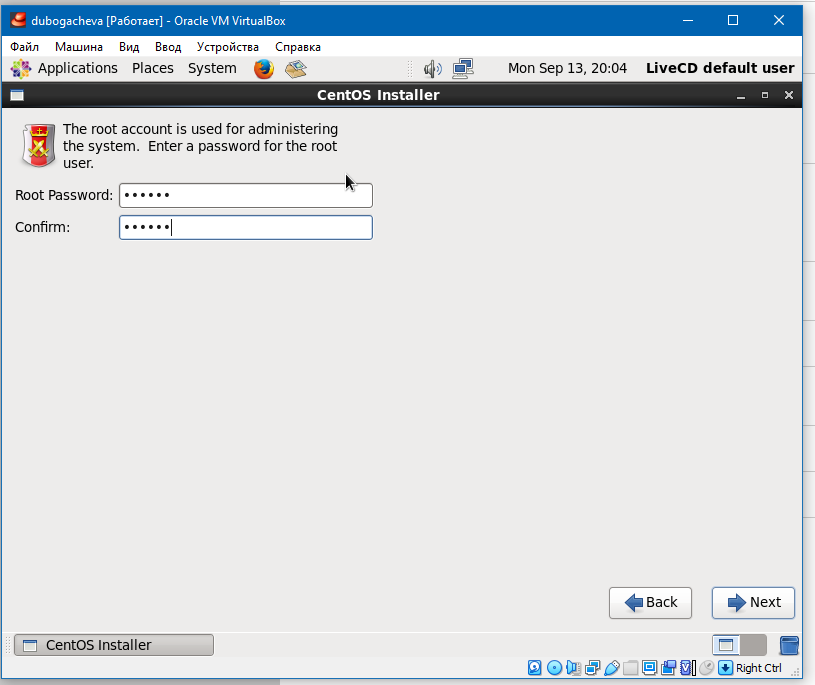 dubogacheva [Работает] - Oracle VM VirtualBox
Файл Машина Вид Ввод Устройства Справка
Applications Places System Mon Sep 13, 20:04 LiveCD default user
CentOS Installer
The root account is used for administering
the system. Enter a password for the root
user.
Root Password: ••••••
Confirm: ••••••
Back Next
CentOS Installer
Right Ctrl